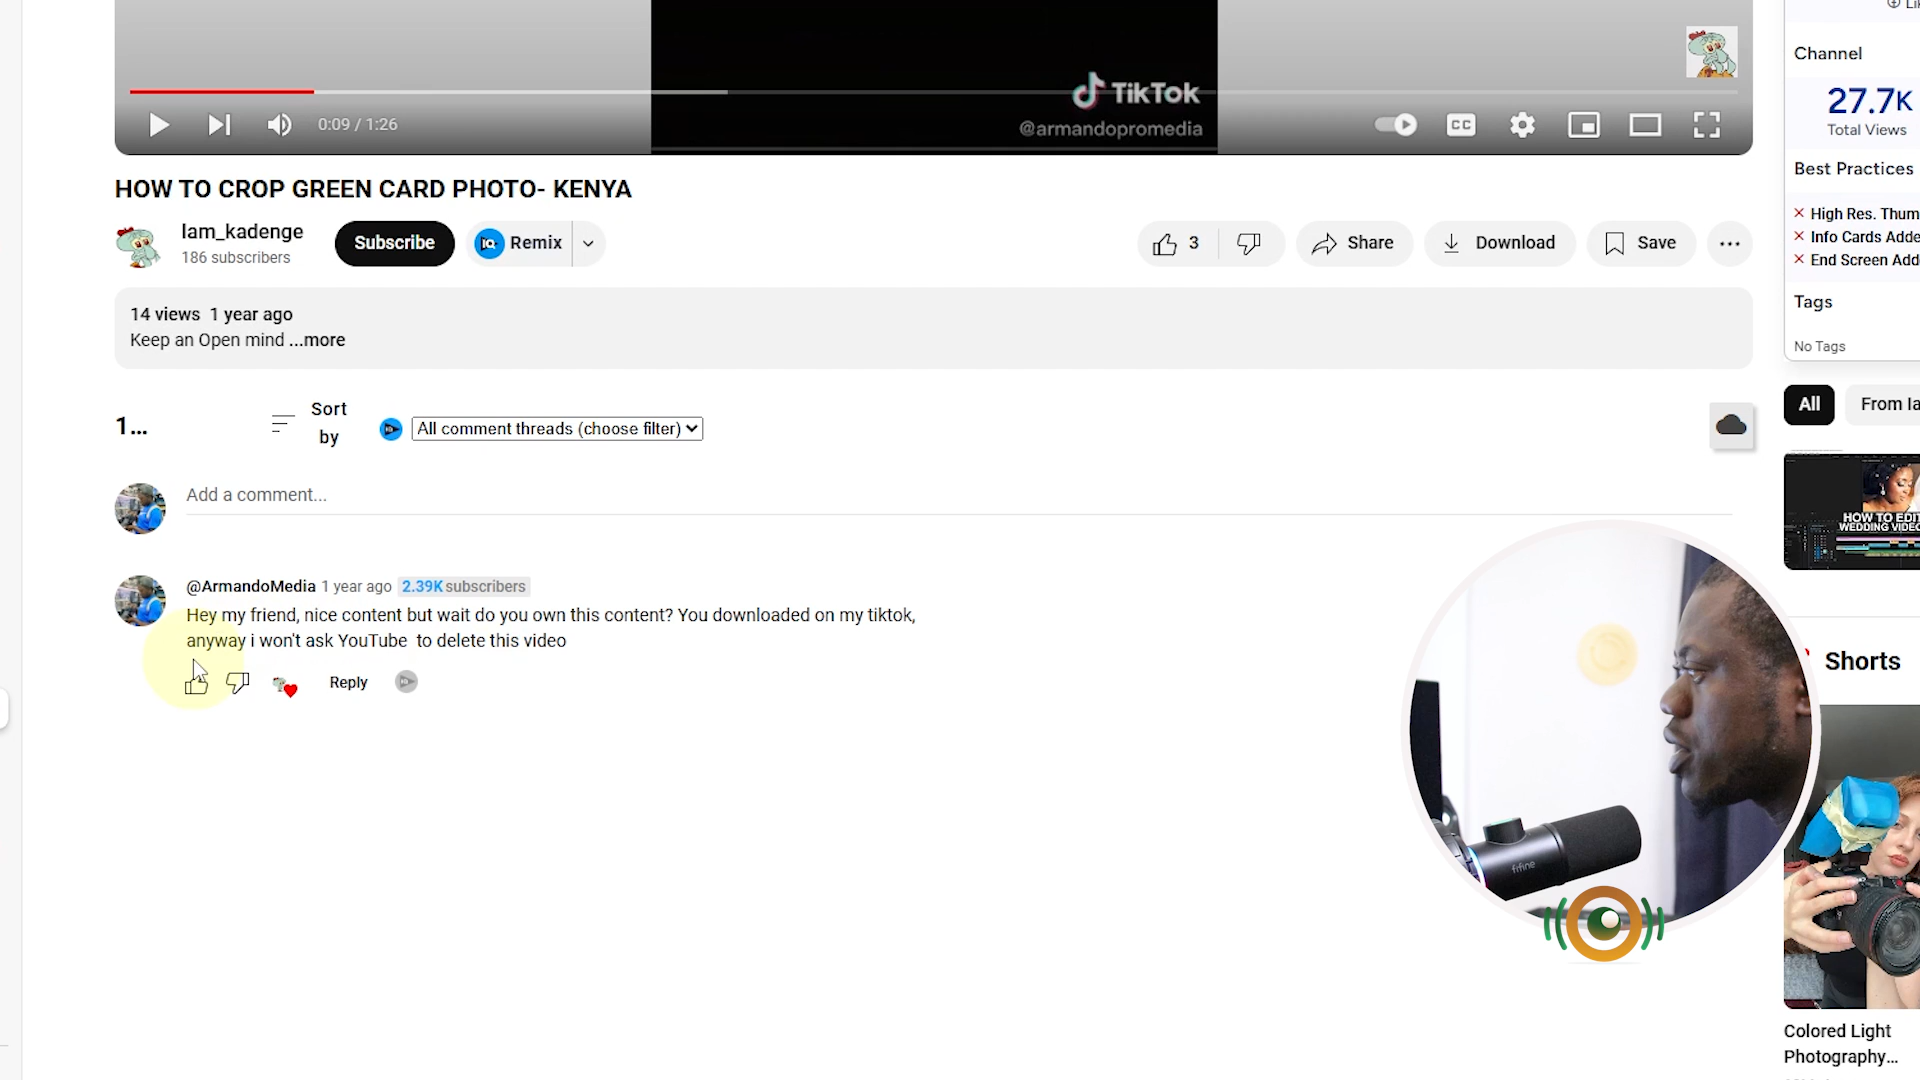 TikTok
@armandopromedia
0:09 / 1:26
CC
HOW TO CROP GREEN CARD PHOTO- KENYA
Iam_kadenge
186 subscribers
Subscribe
Remix
3
Share
Download
Save
14 views 1 year ago
Keep an Open mind ...more
1...
Sort
by
All comment threads (choose filter)
Add a comment...
@ArmandoMedia 1 year ago 2.39K subscribers
Hey my friend, nice content but wait do you own this content? You downloaded on my tiktok,
anyway i won't ask YouTube to delete this video
Reply
fifine
Channel
27.7K
Total Views
Best Practices
High Res. Thum
Info Cards Adde
End Screen Add
Tags
No Tags
All
From Ia
HOW TO EDIT
WEDDING VIDEO
Shorts
Colored Light
Photography...